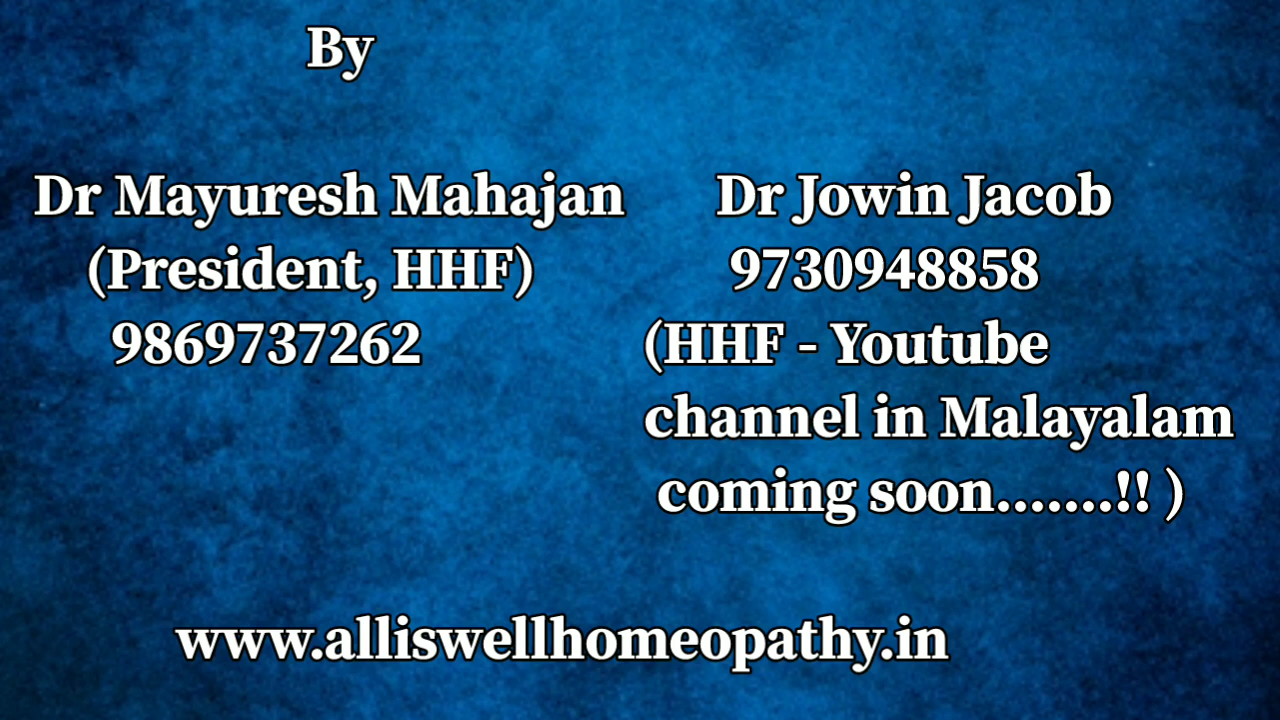 By
Dr Mayuresh Mahajan
(President, HHF)
9869737262
Dr Jowin Jacob
9730948858
(HHF - Youtube
channel in Malayalam
coming soon.......!! )
www.alliswellhomeopathy.in